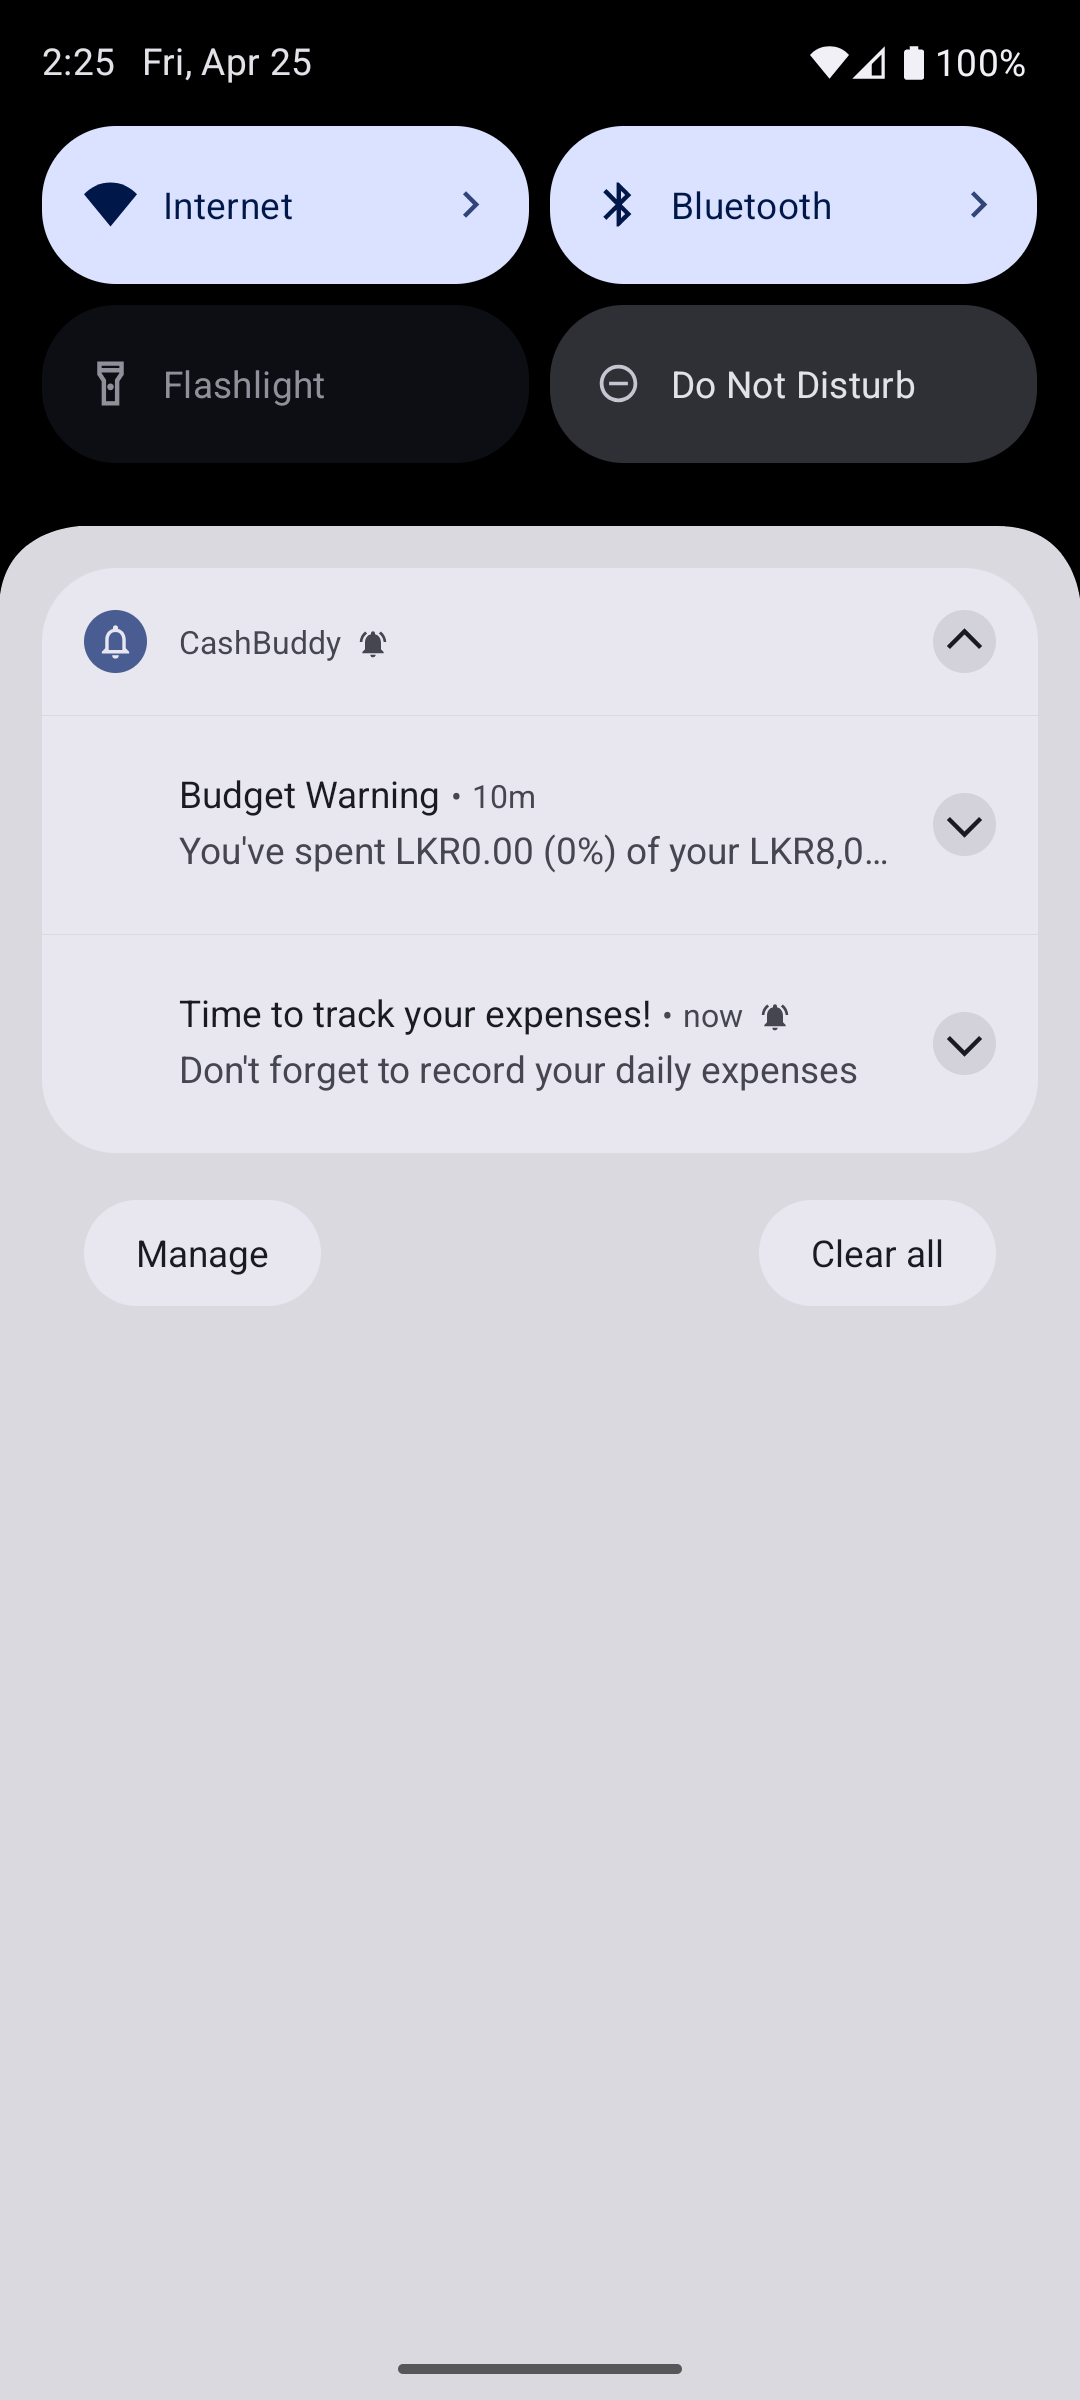 2:25 Fri, Apr 25 100%
Internet Bluetooth
Flashlight Do Not Disturb
CashBuddy
Budget Warning • 10m
You've spent LKR0.00 (0%) of your LKR8,0…
Time to track your expenses! • now
Don't forget to record your daily expenses
Manage Clear all